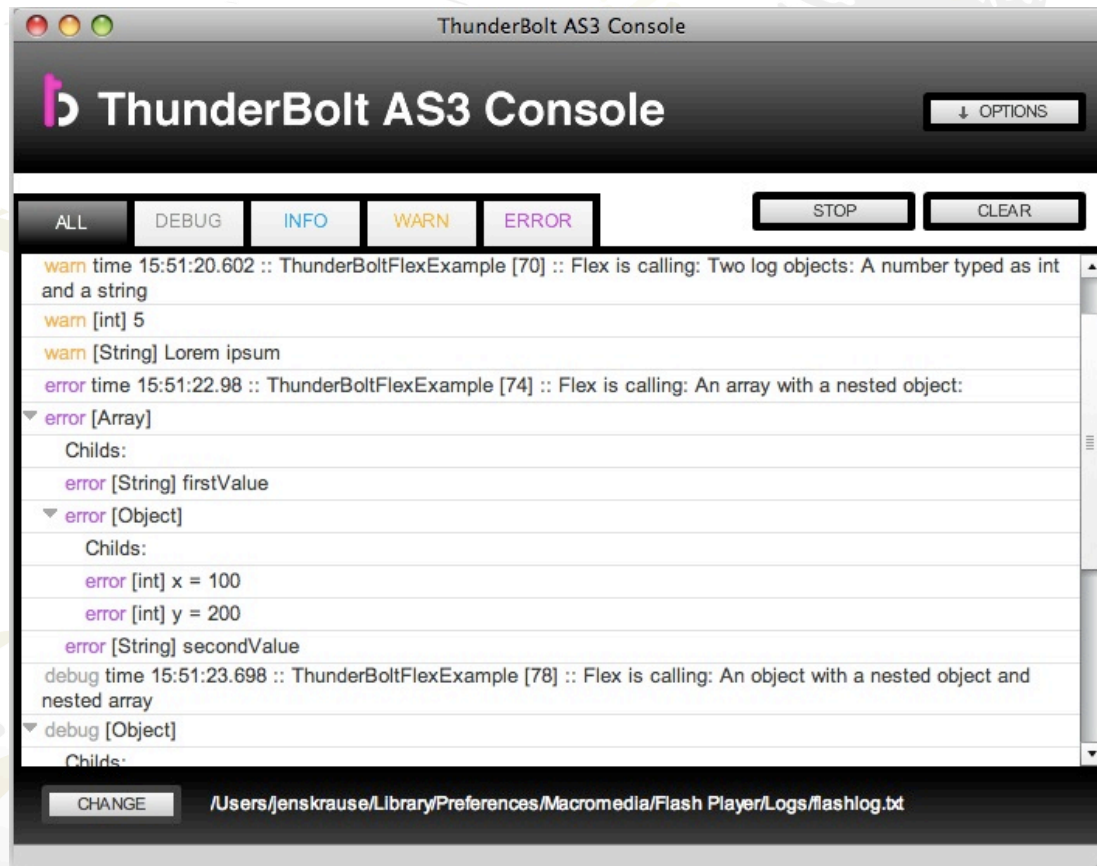 ThunderBolt AS3 Console
ThunderBolt AS3 Console
↓ OPTIONS
ALL DEBUG INFO WARN ERROR STOP CLEAR
warn time 15:51:20.602 :: ThunderBoltFlexExample [70] :: Flex is calling: Two log objects: A number typed as int
and a string
warn [int] 5
warn [String] Lorem ipsum
error time 15:51:22.98 :: ThunderBoltFlexExample [74] :: Flex is calling: An array with a nested object:
error [Array]
Childs:
error [String] firstValue
error [Object]
Childs:
error [int] x = 100
error [int] y = 200
error [String] secondValue
debug time 15:51:23.698 :: ThunderBoltFlexExample [78] :: Flex is calling: An object with a nested object and
nested array
debug [Object]
Childs:
CHANGE /Users/jenskrause/Library/Preferences/Macromedia/Flash Player/Logs/flashlog.txt